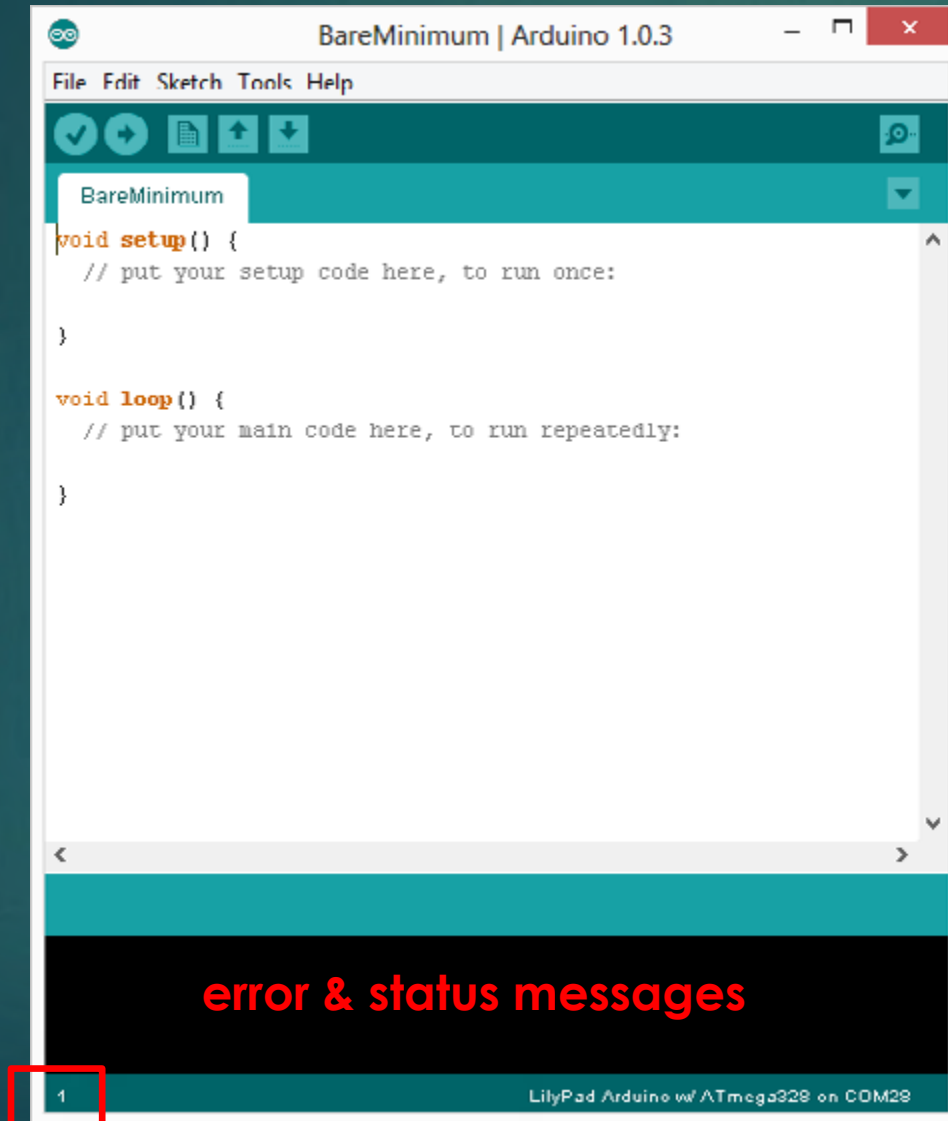 BareMinimum | Arduino 1.0.3
File Edit Sketch Tools Help
BareMinimum
void setup() {
  // put your setup code here, to run once:
}
void loop() {
  // put your main code here, to run repeatedly:
}
error & status messages
1
LilyPad Arduino w/ ATmega328 on COM28